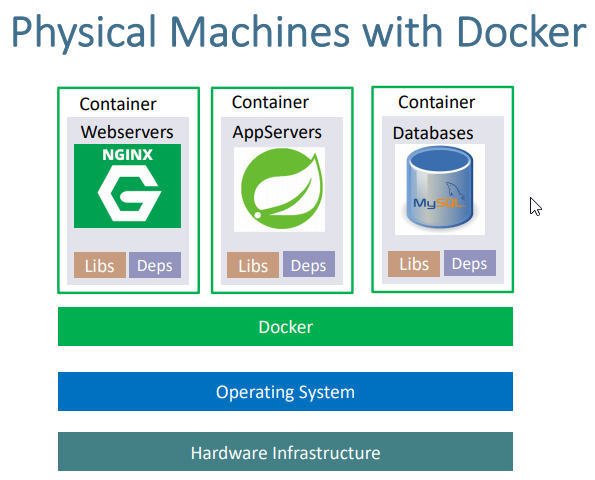 Physical Machines with Docker
Container
Webservers
NGINX
G
Libs Deps
Container
AppServers
Libs Deps
Container
Databases
MySQL
Libs Deps
Docker
Operating System
Hardware Infrastructure